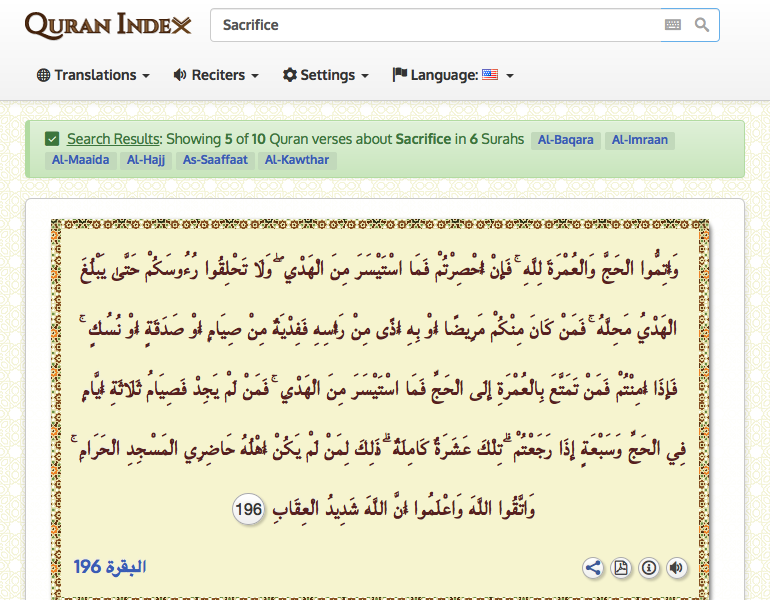 QURAN INDEX
Sacrifice
Translations
Reciters
Settings
Language:
Search Results: Showing 5 of 10 Quran verses about Sacrifice in 6 Surahs Al-Baqara Al-Imraan
Al-Maaida Al-Hajj As-Saaffaat Al-Kawthar
وَأَتِمُّوا الْحَجَّ وَالْعُمْرَةَ لِلَّهِ ۚ فَإِنْ أُحْصِرْتُمْ فَمَا اسْتَيْسَرَ مِنَ الْهَدْيِ ۖ وَلَا تَحْلِقُوا رُءُوسَكُمْ حَتَّىٰ يَبْلُغَ
الْهَدْيُ مَحِلَّهُ ۚ فَمَنْ كَانَ مِنْكُمْ مَرِيضًا أَوْ بِهِ أَذًى مِنْ رَأْسِهِ فَفِدْيَةٌ مِنْ صِيَامٍ أَوْ صَدَقَةٍ أَوْ نُسُكٍ ۚ
فَإِذَا أَمِنْتُمْ فَمَنْ تَمَتَّعَ بِالْعُمْرَةِ إِلَى الْحَجِّ فَمَا اسْتَيْسَرَ مِنَ الْهَدْيِ ۚ فَمَنْ لَمْ يَجِدْ فَصِيَامُ ثَلَاثَةِ أَيَّامٍ
فِي الْحَجِّ وَسَبْعَةٍ إِذَا رَجَعْتُمْ ۗ تِلْكَ عَشَرَةٌ كَامِلَةٌ ۗ ذَٰلِكَ لِمَنْ لَمْ يَكُنْ أَهْلُهُ حَاضِرِي الْمَسْجِدِ الْحَرَامِ ۚ
وَاتَّقُوا اللَّهَ وَاعْلَمُوا أَنَّ اللَّهَ شَدِيدُ الْعِقَابِ 196
البقرة 196